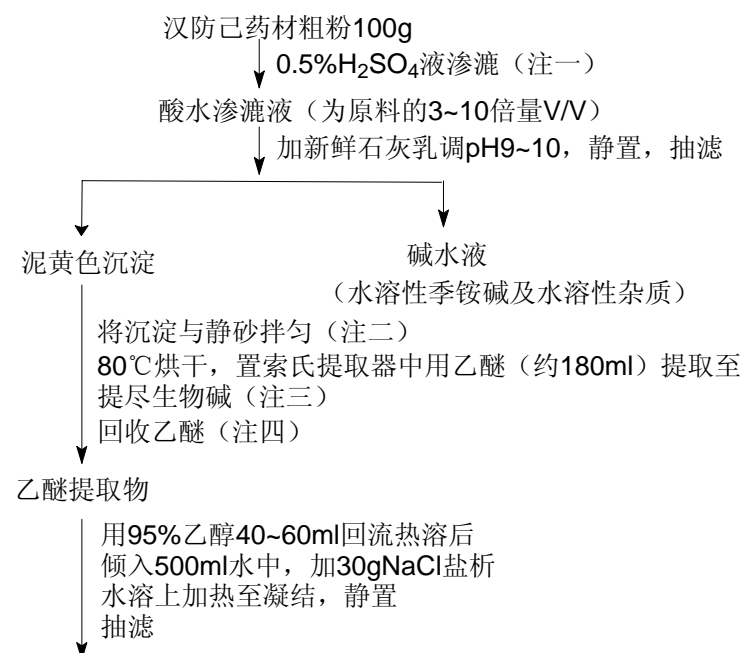 汉防己药材粗粉100g
0.5%H₂SO₄液渗漉（注一）
酸水渗漉液（为原料的3~10倍量V/V）
加新鲜石灰乳调pH9~10，静置，抽滤
泥黄色沉淀
碱水液
（水溶性季铵碱及水溶性杂质）
将沉淀与静砂拌匀（注二）
80℃烘干，置索氏提取器中用乙醚（约180ml）提取至
提尽生物碱（注三）
回收乙醚（注四）
乙醚提取物
用95%乙醇40~60ml回流热溶后
倾入500ml水中，加30gNaCl盐析
水溶上加热至凝结，静置
抽滤